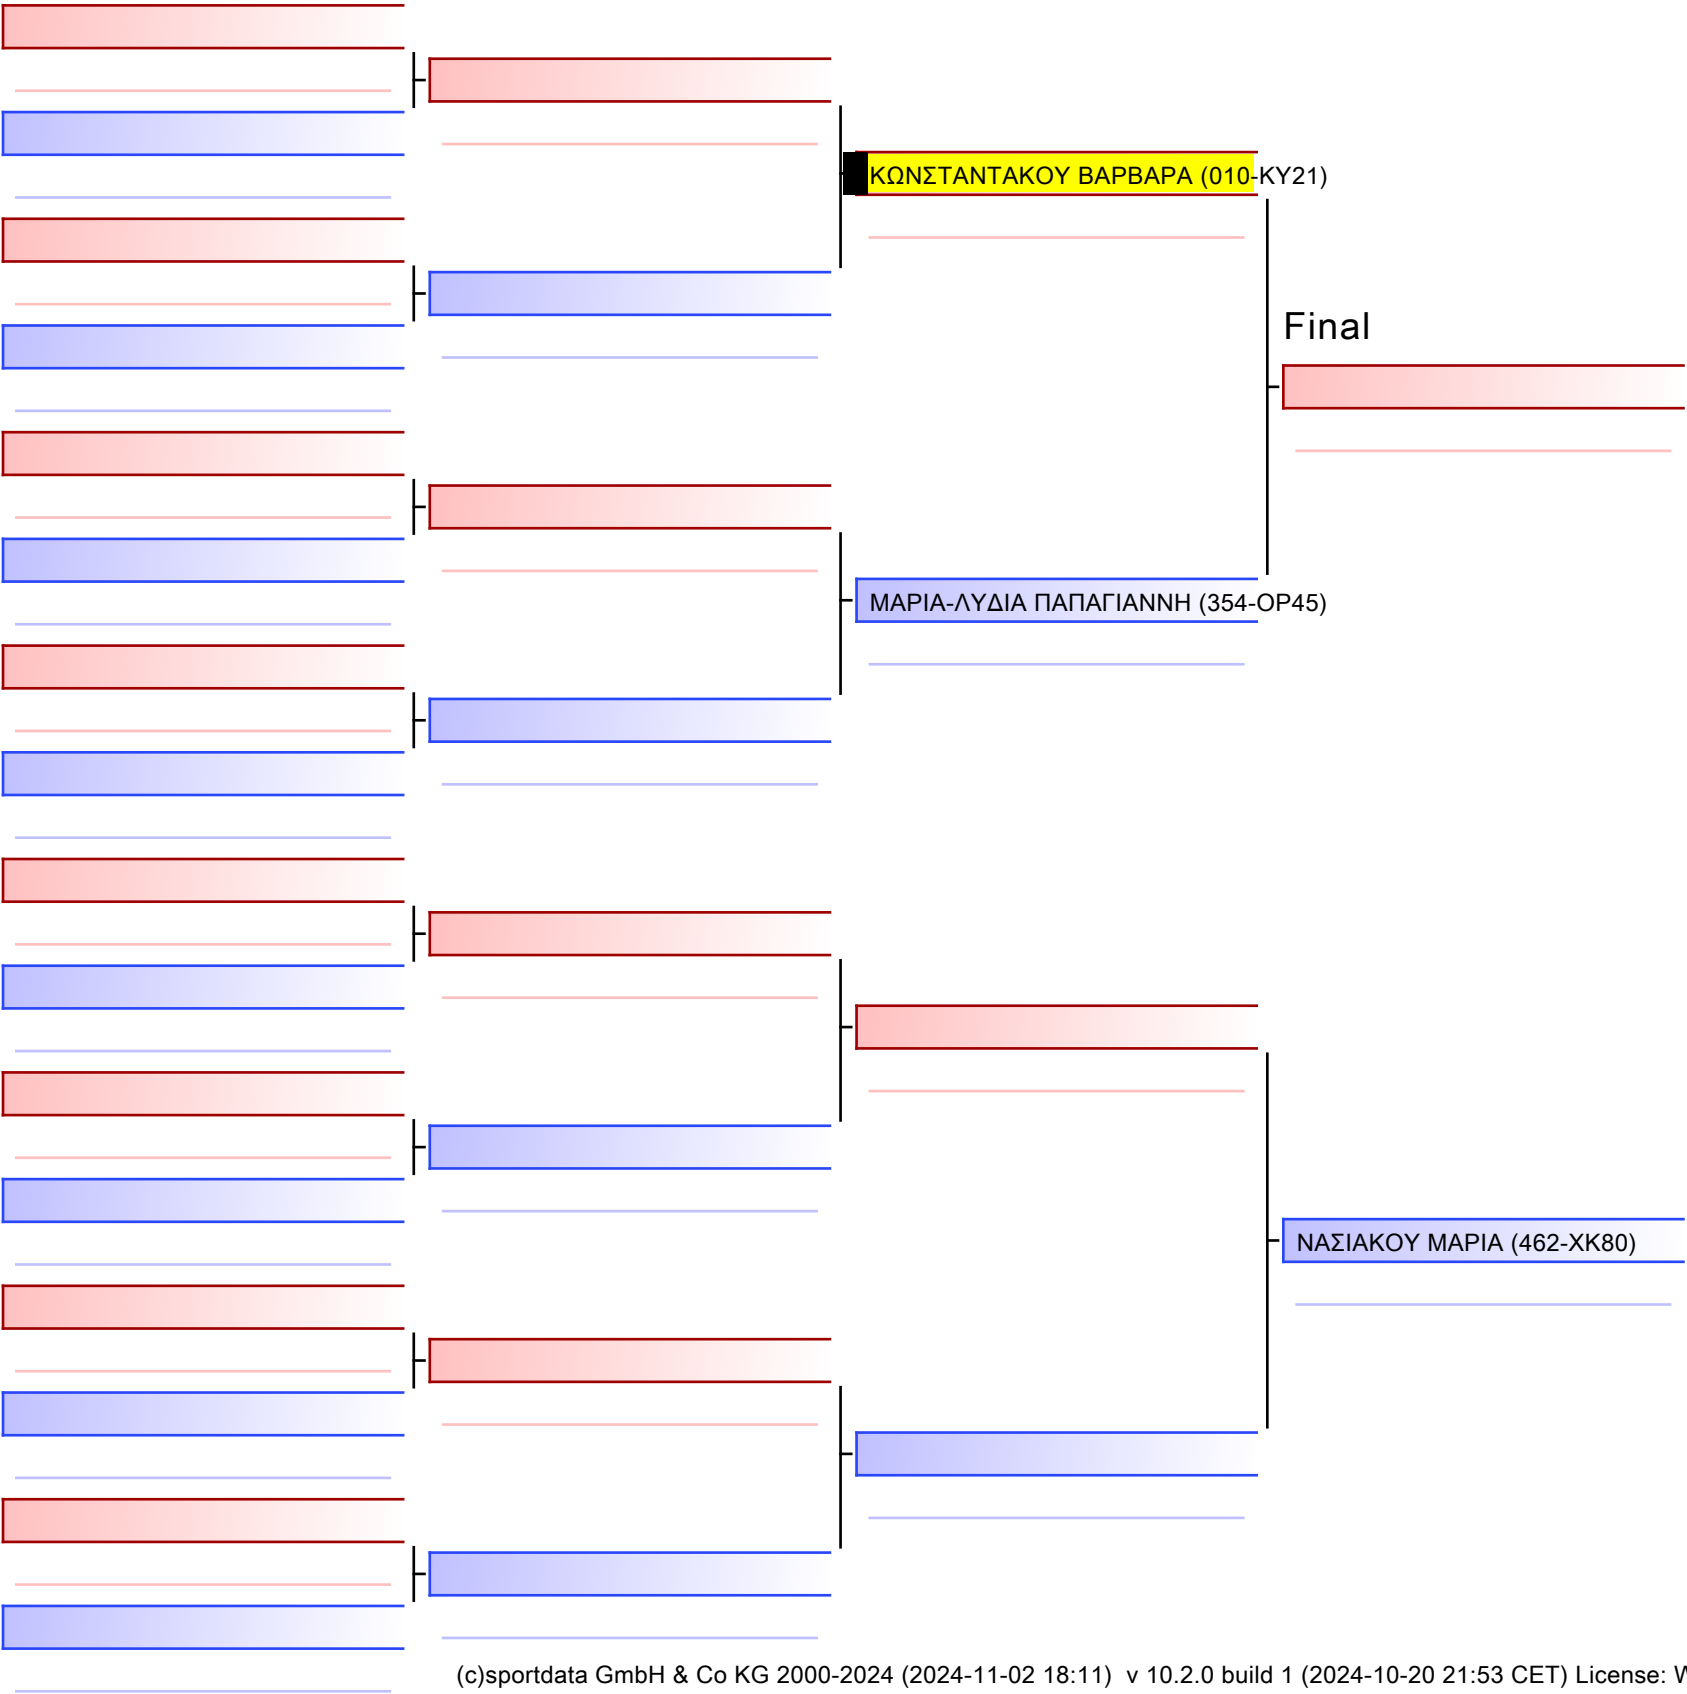 ΚΩΝΣΤΑΝΤΑΚΟΥ ΒΑΡΒΑΡΑ (010-ΚΥ21)
Final
ΜΑΡΙΑ-ΛΥΔΙΑ ΠΑΠΑΓΙΑΝΝΗ (354-ΟΡ45)
ΝΑΣΙΑΚΟΥ ΜΑΡΙΑ (462-ΧΚ80)
(c)sportdata GmbH & Co KG 2000-2024 (2024-11-02 18:11) v 10.2.0 build 1 (2024-10-20 21:53 CET) License: